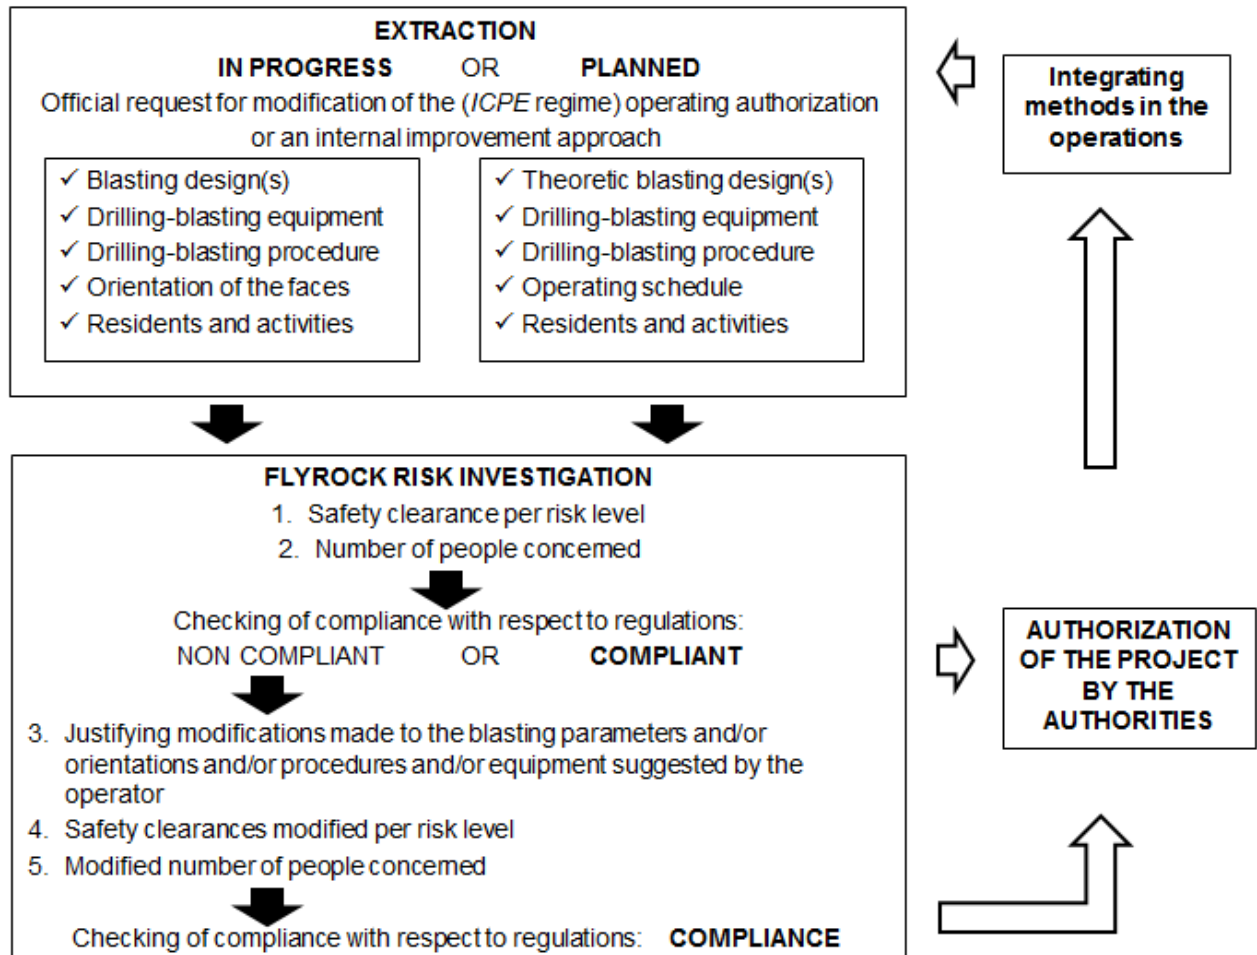 EXTRACTION
IN PROGRESS OR PLANNED
Official request for modification of the (ICPE regime) operating authorization
or an internal improvement approach
✓ Blasting design(s)
✓ Drilling-blasting equipment
✓ Drilling-blasting procedure
✓ Orientation of the faces
✓ Residents and activities
✓ Theoretic blasting design(s)
✓ Drilling-blasting equipment
✓ Drilling-blasting procedure
✓ Operating schedule
✓ Residents and activities
Integrating
methods in the
operations
FLYROCK RISK INVESTIGATION
1. Safety clearance per risk level
2. Number of people concerned
Checking of compliance with respect to regulations:
NON COMPLIANT OR COMPLIANT
3. Justifying modifications made to the blasting parameters and/or
orientations and/or procedures and/or equipment suggested by the
operator
4. Safety clearances modified per risk level
5. Modified number of people concerned
Checking of compliance with respect to regulations: COMPLIANCE
AUTHORIZATION
OF THE PROJECT
BY THE
AUTHORITIES